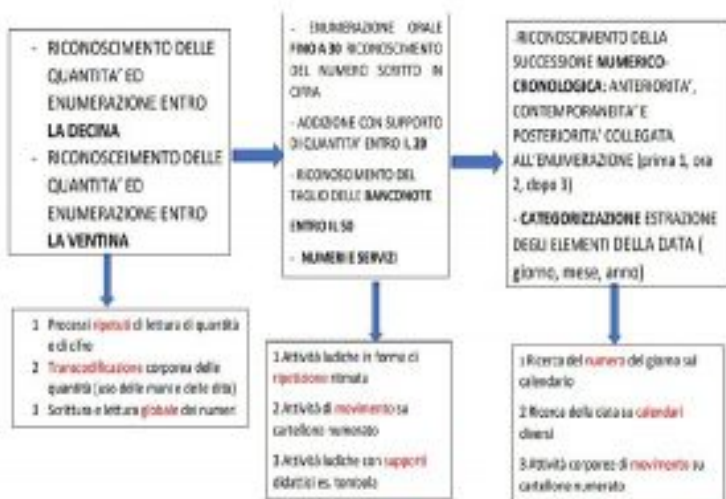 - RICONOSCIMENTO DELLE
QUANTITA' ED
ENUMERAZIONE ENTRO
LA DECINA
- RICONOSCEIMENTO DELLE
QUANTITA' ED
ENUMERAZIONE ENTRO
LA VENTINA
- ENUMERAZIONE ORALE
FINO A 30 RICONOSCIMENTO
DEL NUMERO SCRITTO IN
CIFRA
- ADDIZIONE CON SUPPORTO
DI QUANTITA' ENTRO IL 20
- RICONOSCIMENTO DEL
TAGLIO DELLE BANCONOTE
ENTRO IL 50
- NUMERI E SERVIZI
-RICONOSCIMENTO DELLA
SUCCESSIONE NUMERICO-
CRONOLOGICA: ANTERIORITA',
CONTEMPORANEITA' E
POSTERIORITA' COLLEGATA
ALL'ENUMERAZIONE (prima 1, ora
2, dopo 3)
- CATEGORIZZAZIONE ESTRAZIONE
DEGLI ELEMENTI DELLA DATA (
giorno, mese, anno)
1 Processi ripetuti di lettura di quantità
e di cifre
2 Transcodificazione corporea delle
quantità (uso delle mani e delle dita)
3 Scrittura e lettura globale dei numeri
1 Attività ludiche in forma di
ripetizione ritmata
2 Attività di movimento su
cartellone numerato
3 Attività ludiche con supporti
didattici es. tombola
1 Ricerca del numero del giorno sul
calendario
2 Ricerca della data su calendari
diversi
3 Attività corporee di movimento su
cartellone numerato